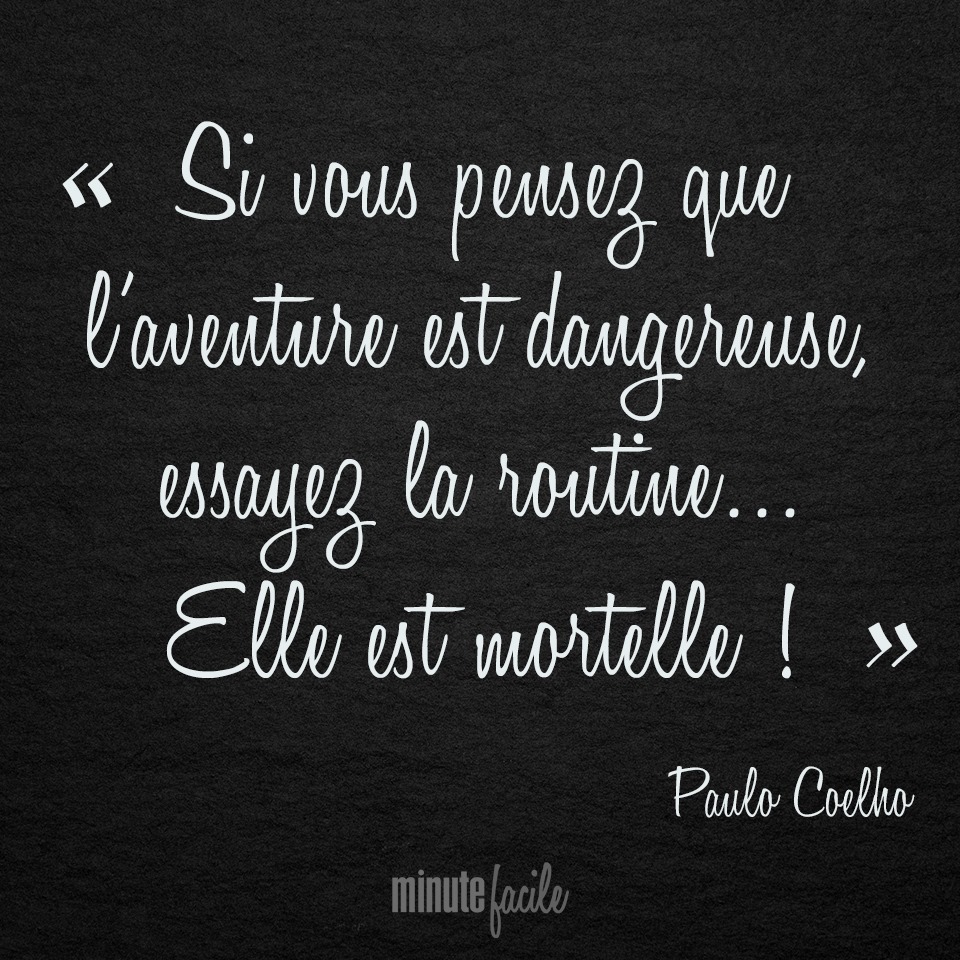 « Si vous pensez que
l'aventure est dangereuse,
essayez la routine...
Elle est mortelle ! »
Paulo Coelho
minutefacile